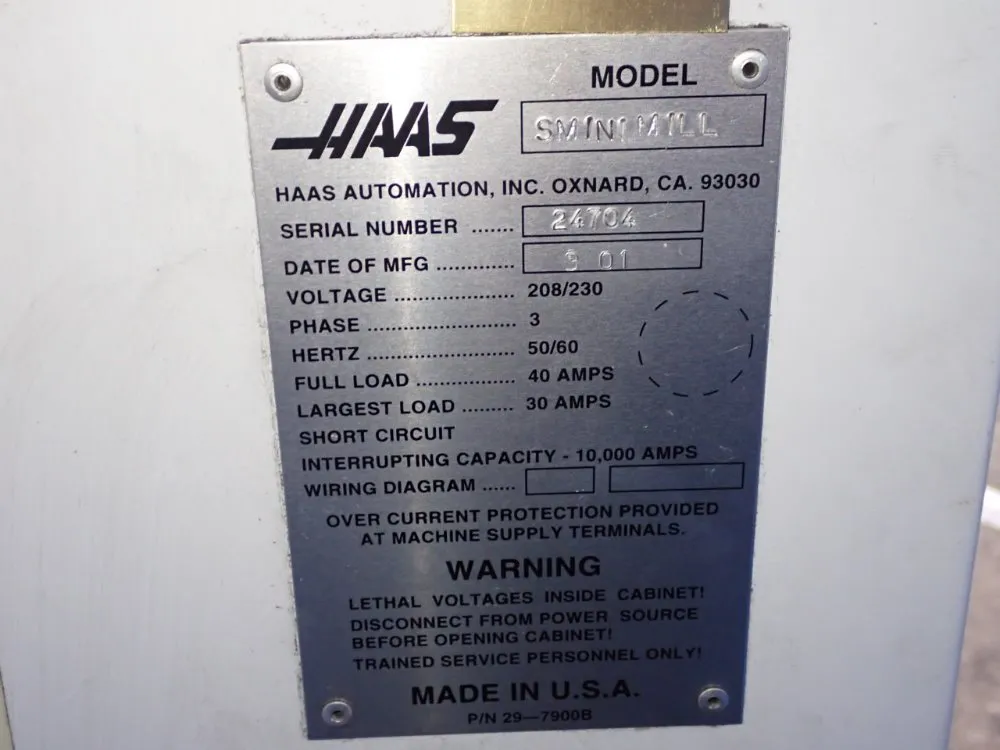 MODEL
HAAS
SMINIMILL
HAAS AUTOMATION, INC. OXNARD, CA. 93030
SERIAL NUMBER ....... 24704
DATE OF MFG ............. 01
VOLTAGE .................... 208/230
PHASE ......................... 3
HERTZ ......................... 50/60
FULL LOAD ................. 40 AMPS
LARGEST LOAD ......... 30 AMPS
SHORT CIRCUIT
INTERRUPTING CAPACITY - 10,000 AMPS
WIRING DIAGRAM ......
OVER CURRENT PROTECTION PROVIDED
AT MACHINE SUPPLY TERMINALS.
WARNING
LETHAL VOLTAGES INSIDE CABINET!
DISCONNECT FROM POWER SOURCE
BEFORE OPENING CABINET!
TRAINED SERVICE PERSONNEL ONLY!
MADE IN U.S.A.
P/N 29—7900B